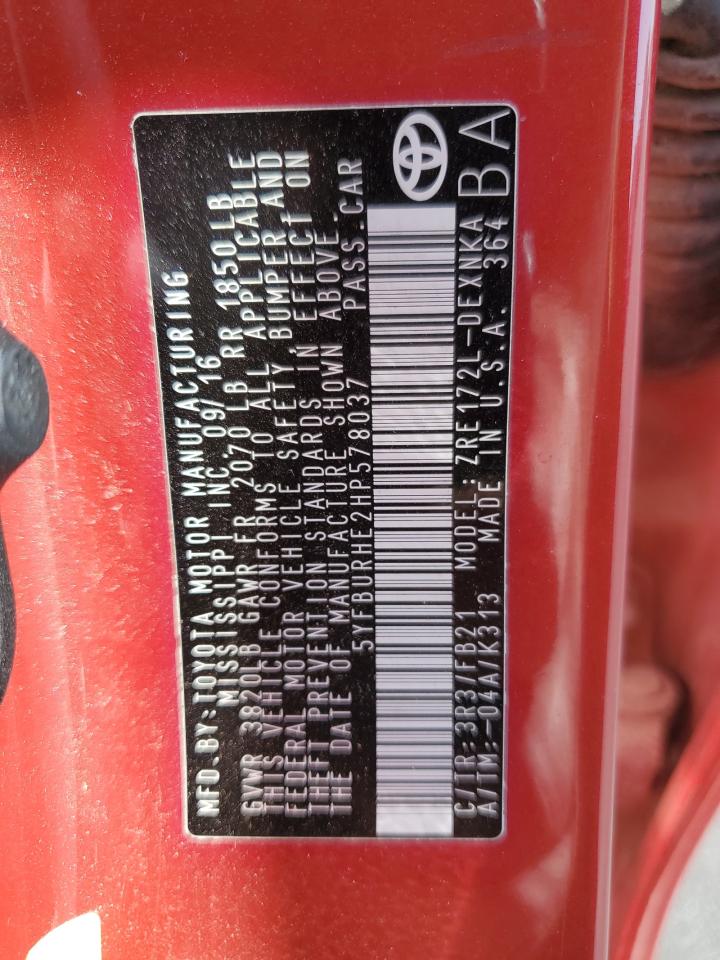 MFD.BY:TOYOTA MOTOR MANUFACTURING
MISSISSIPPI INC 09/16
GVWR 3820LB GAWR FR 2070 LB RR 1850LB
THIS VEHICLE CONFORMS TO ALL APPLICABLE
FEDERAL MOTOR VEHICLE SAFETY, BUMPER AND
THEFT PREVENTION STANDARDS IN EFFECT ON
THE DATE OF MANUFACTURE SHOWN ABOVE.
5YFBURHE2HP578037 PASS.CAR
C/TR:3R3/FB21 MODEL:ZRE172L-DEXNKA
A/TM:-04A/K313 MADE IN U.S.A. 364
BA